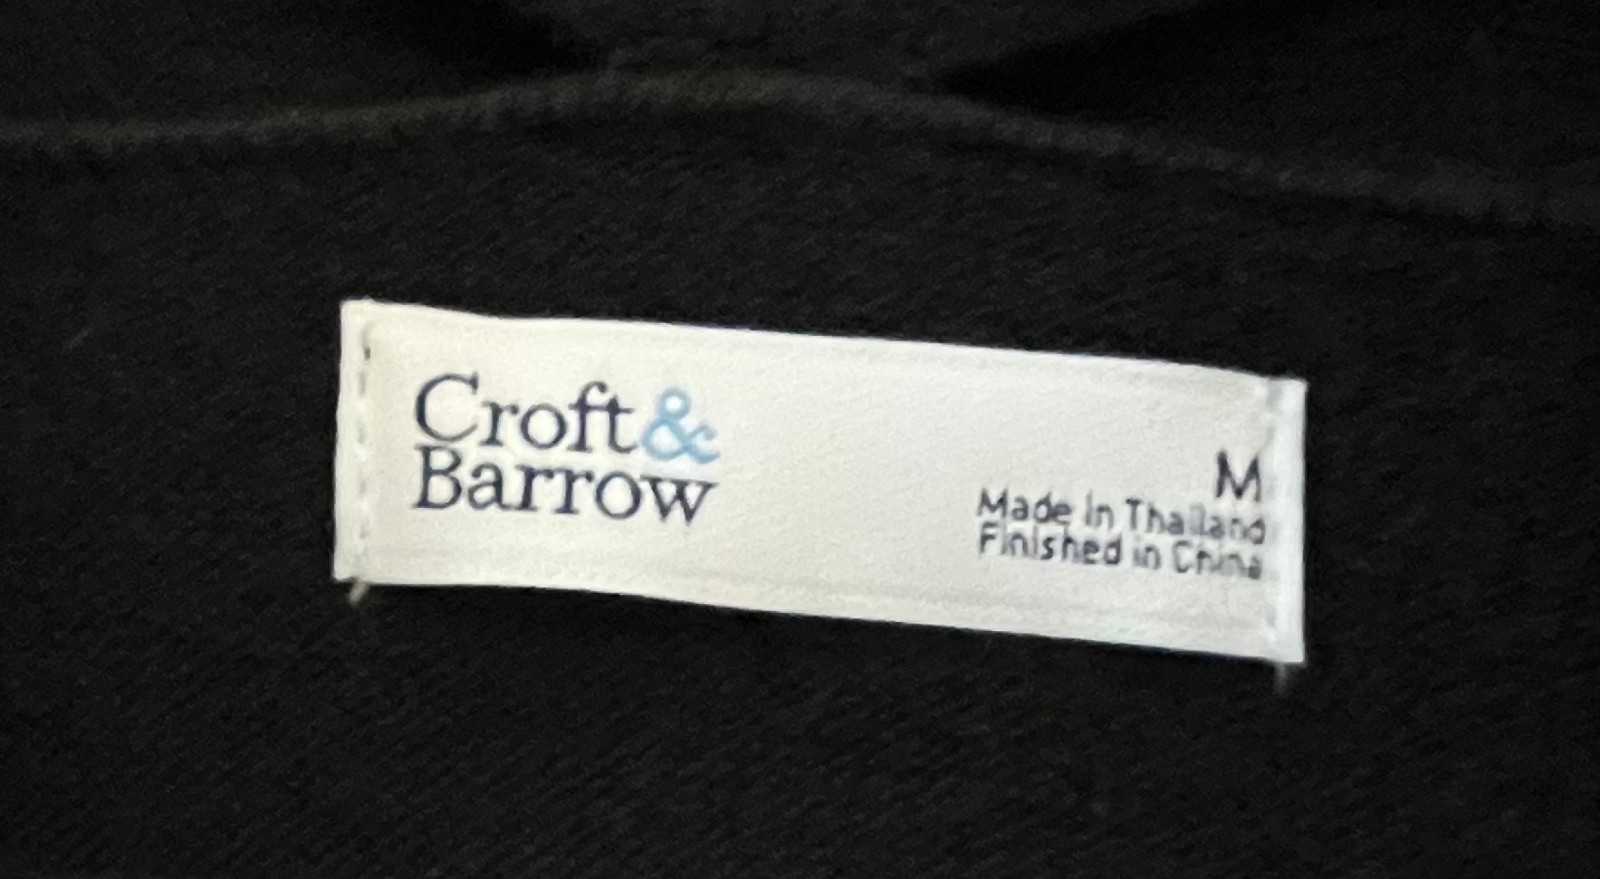 Croft&
Barrow
M
Made in Thailand
Finished in China